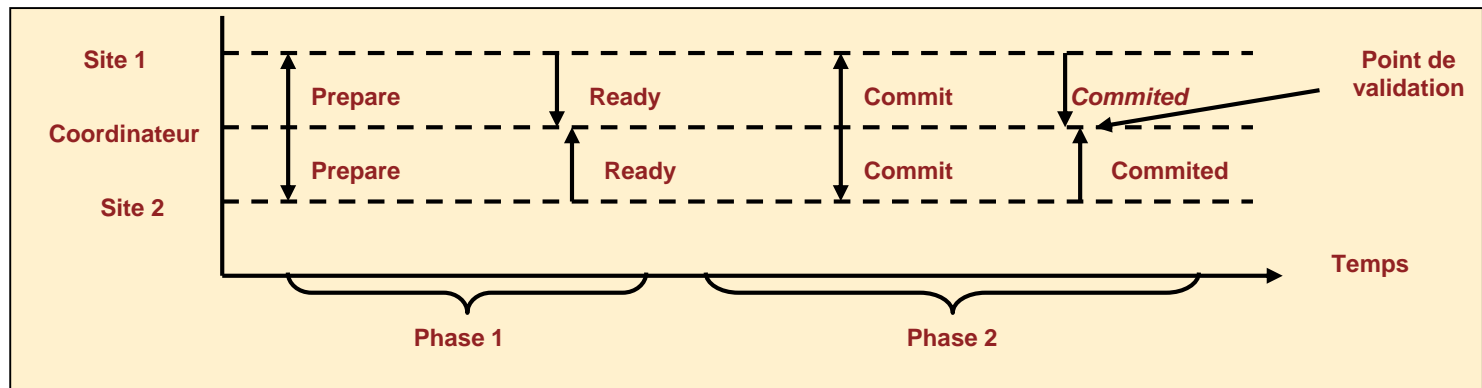 Site 1
Point de
validation
Prepare
Ready
Commit
Commited
Coordinateur
Prepare
Ready
Commit
Commited
Site 2
Temps
Phase 1
Phase 2